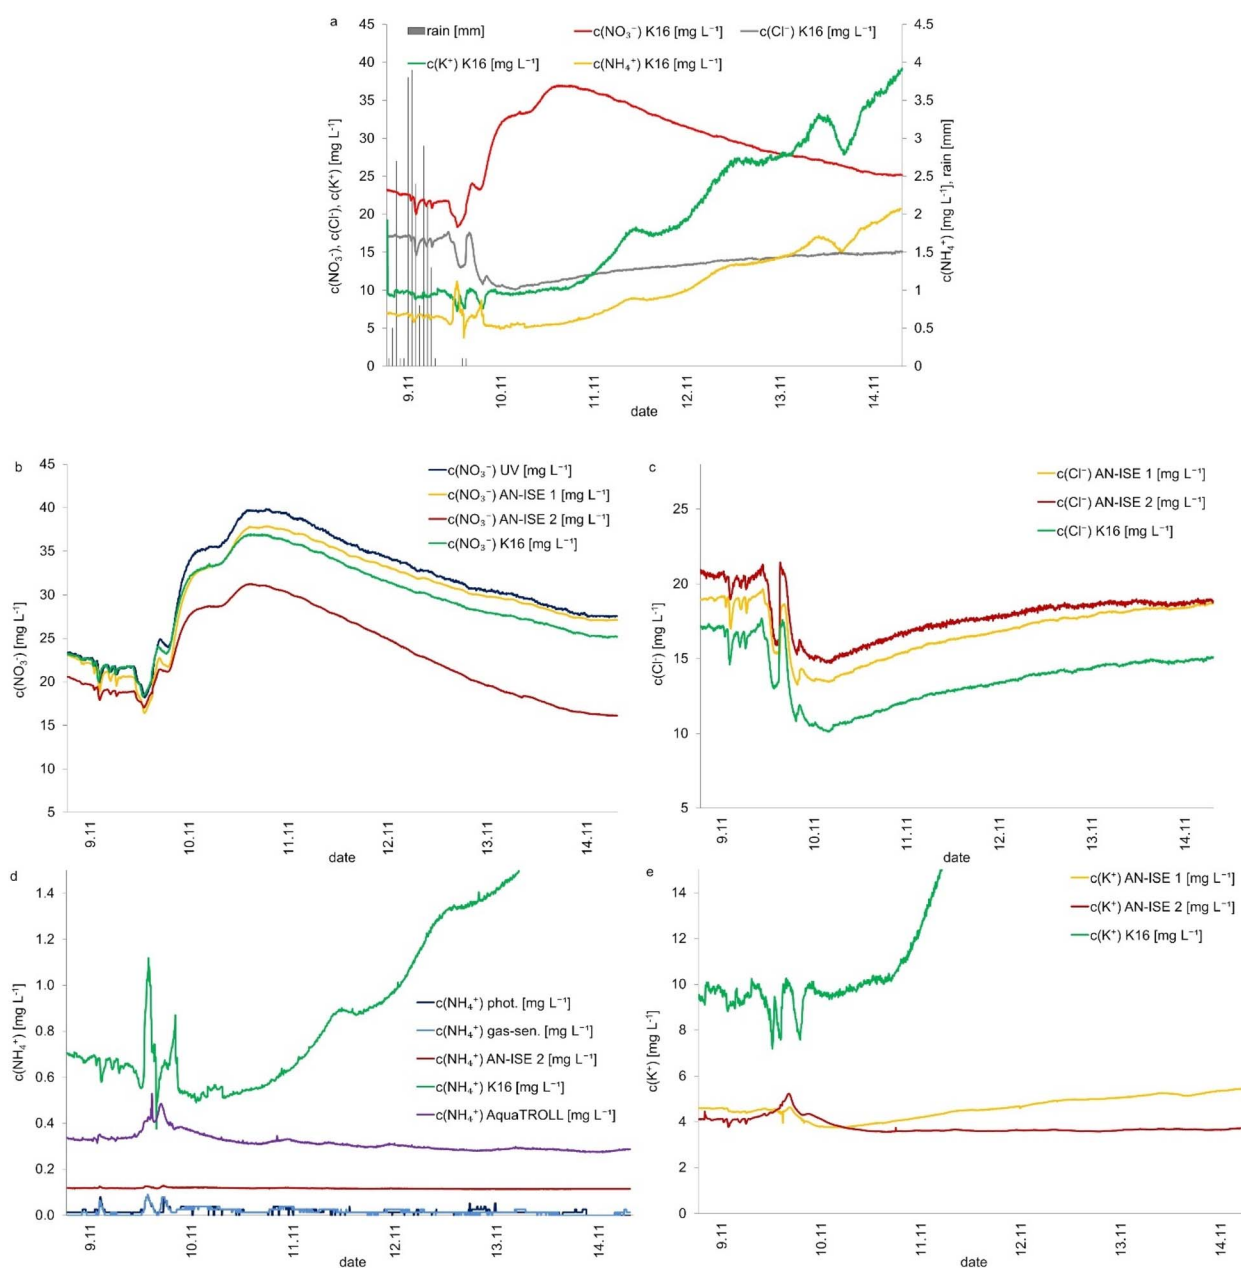 a
rain [mm]
c(NO₃⁻) K16 [mg L⁻¹]
c(Cl⁻) K16 [mg L⁻¹]
c(K⁺) K16 [mg L⁻¹]
c(NH₄⁺) K16 [mg L⁻¹]
45
40
35
30
25
20
15
10
5
0
c(NO₃⁻), c(Cl⁻), c(K⁺) [mg L⁻¹]
4.5
4
3.5
3
2.5
2
1.5
1
0.5
0
c(NH₄⁺) [mg L⁻¹], rain [mm]
9.11 10.11 11.11 12.11 13.11 14.11
date
b
c(NO₃⁻) UV [mg L⁻¹]
c(NO₃⁻) AN-ISE 1 [mg L⁻¹]
c(NO₃⁻) AN-ISE 2 [mg L⁻¹]
c(NO₃⁻) K16 [mg L⁻¹]
45
40
35
30
25
20
15
10
5
c(NO₃⁻) [mg L⁻¹]
9.11 10.11 11.11 12.11 13.11 14.11
date
c
c(Cl⁻) AN-ISE 1 [mg L⁻¹]
c(Cl⁻) AN-ISE 2 [mg L⁻¹]
c(Cl⁻) K16 [mg L⁻¹]
25
20
15
10
5
c(Cl⁻) [mg L⁻¹]
9.11 10.11 11.11 12.11 13.11 14.11
date
d
1.4
1.2
1.0
0.8
0.6
0.4
0.2
0.0
c(NH₄⁺) [mg L⁻¹]
c(NH₄⁺) phot. [mg L⁻¹]
c(NH₄⁺) gas-sen. [mg L⁻¹]
c(NH₄⁺) AN-ISE 2 [mg L⁻¹]
c(NH₄⁺) K16 [mg L⁻¹]
c(NH₄⁺) AquaTROLL [mg L⁻¹]
9.11 10.11 11.11 12.11 13.11 14.11
date
e
c(K⁺) AN-ISE 1 [mg L⁻¹]
c(K⁺) AN-ISE 2 [mg L⁻¹]
c(K⁺) K16 [mg L⁻¹]
14
12
10
8
6
4
2
0
c(K⁺) [mg L⁻¹]
9.11 10.11 11.11 12.11 13.11 14.11
date